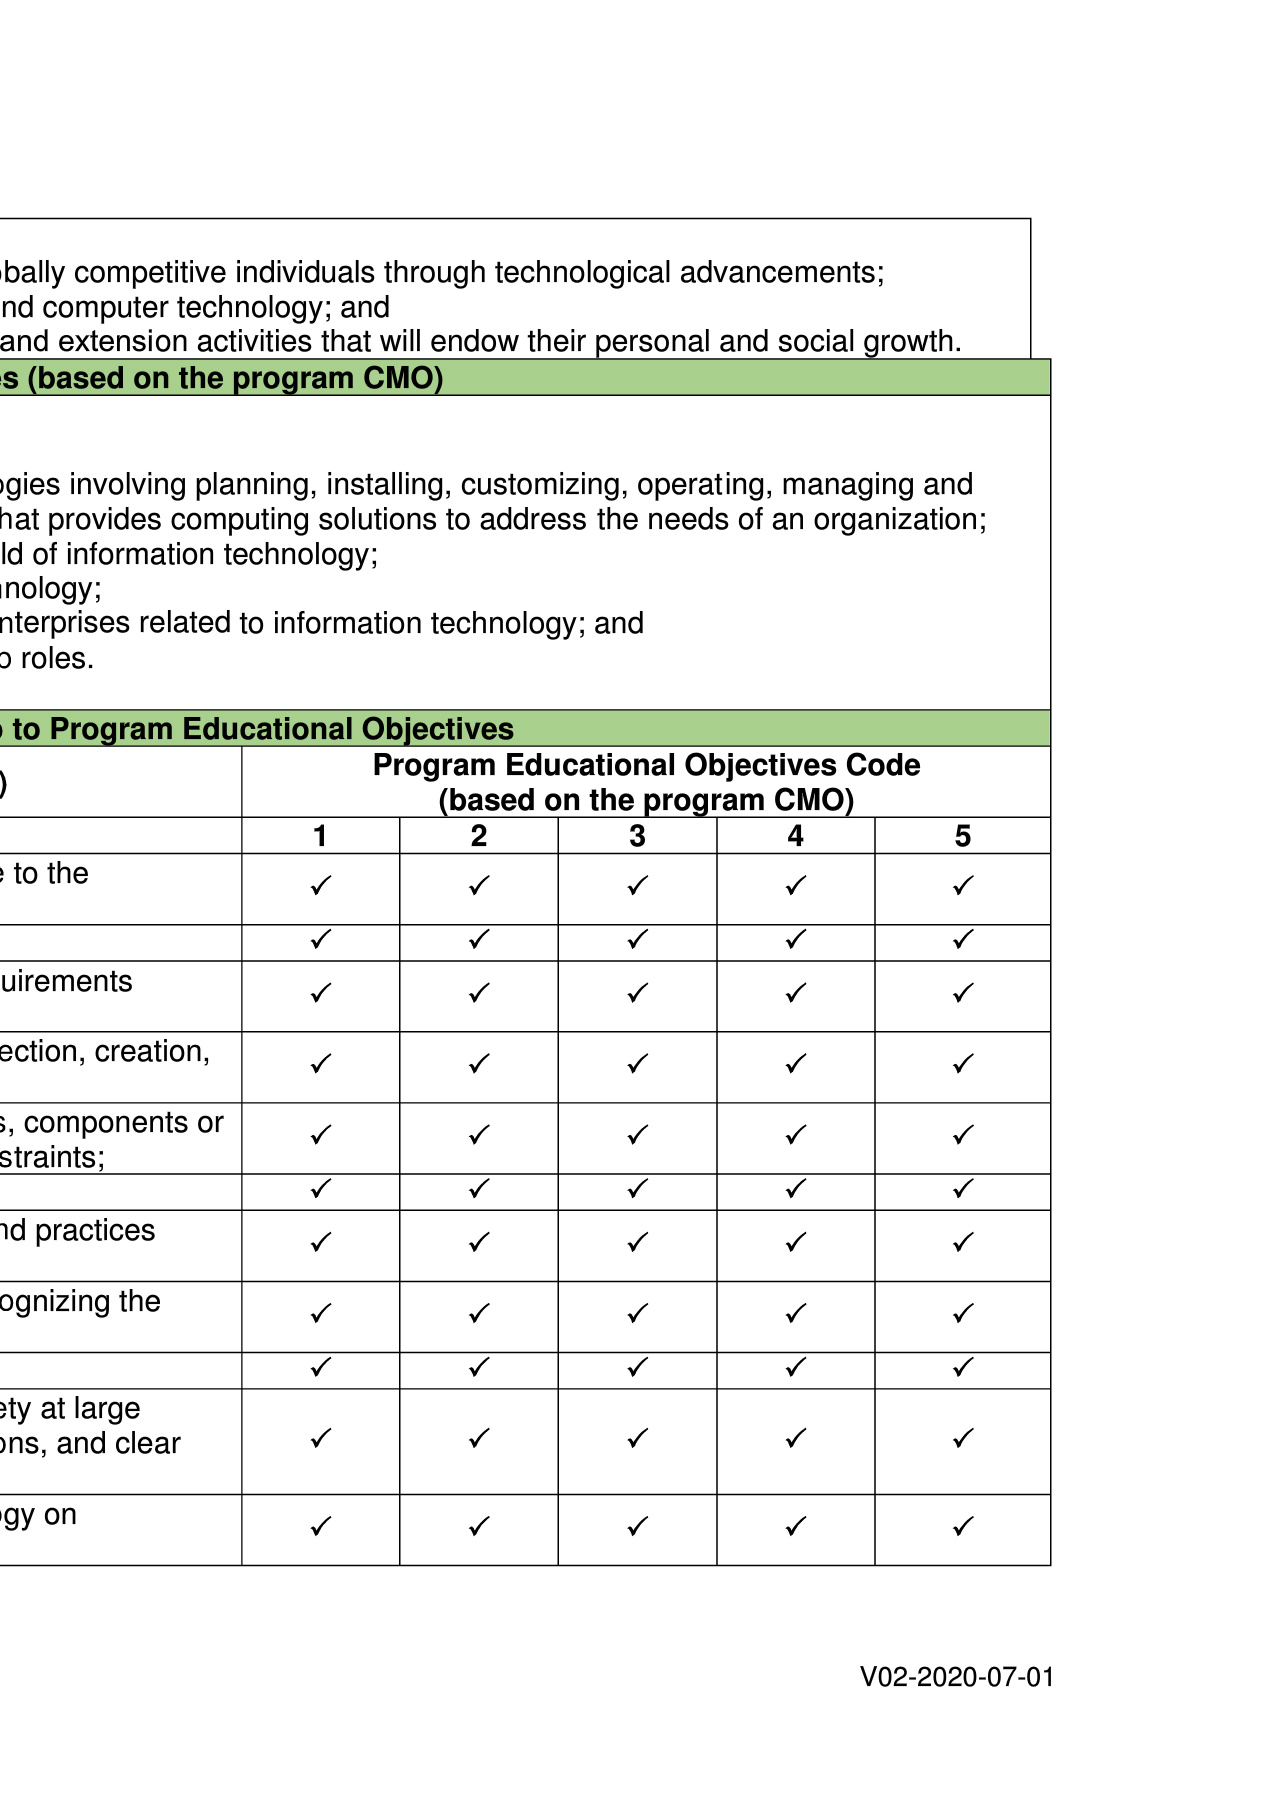 obally competitive individuals through technological advancements;
nd computer technology; and
and extension activities that will endow their personal and social growth.
es (based on the program CMO)
ogies involving planning, installing, customizing, operating, managing and
hat provides computing solutions to address the needs of an organization;
ld of information technology;
nnology;
nterprises related to information technology; and
p roles.
to Program Educational Objectives
) Program Educational Objectives Code
(based on the program CMO)
1 2 3 4 5
e to the
✓ ✓ ✓ ✓ ✓
✓ ✓ ✓ ✓ ✓
uirements
✓ ✓ ✓ ✓ ✓
ection, creation,
✓ ✓ ✓ ✓ ✓
s, components or
✓ ✓ ✓ ✓ ✓
straints;
✓ ✓ ✓ ✓ ✓
nd practices
✓ ✓ ✓ ✓ ✓
ognizing the
✓ ✓ ✓ ✓ ✓
✓ ✓ ✓ ✓ ✓
ety at large
ons, and clear
✓ ✓ ✓ ✓ ✓
ogy on
✓ ✓ ✓ ✓ ✓
V02-2020-07-01